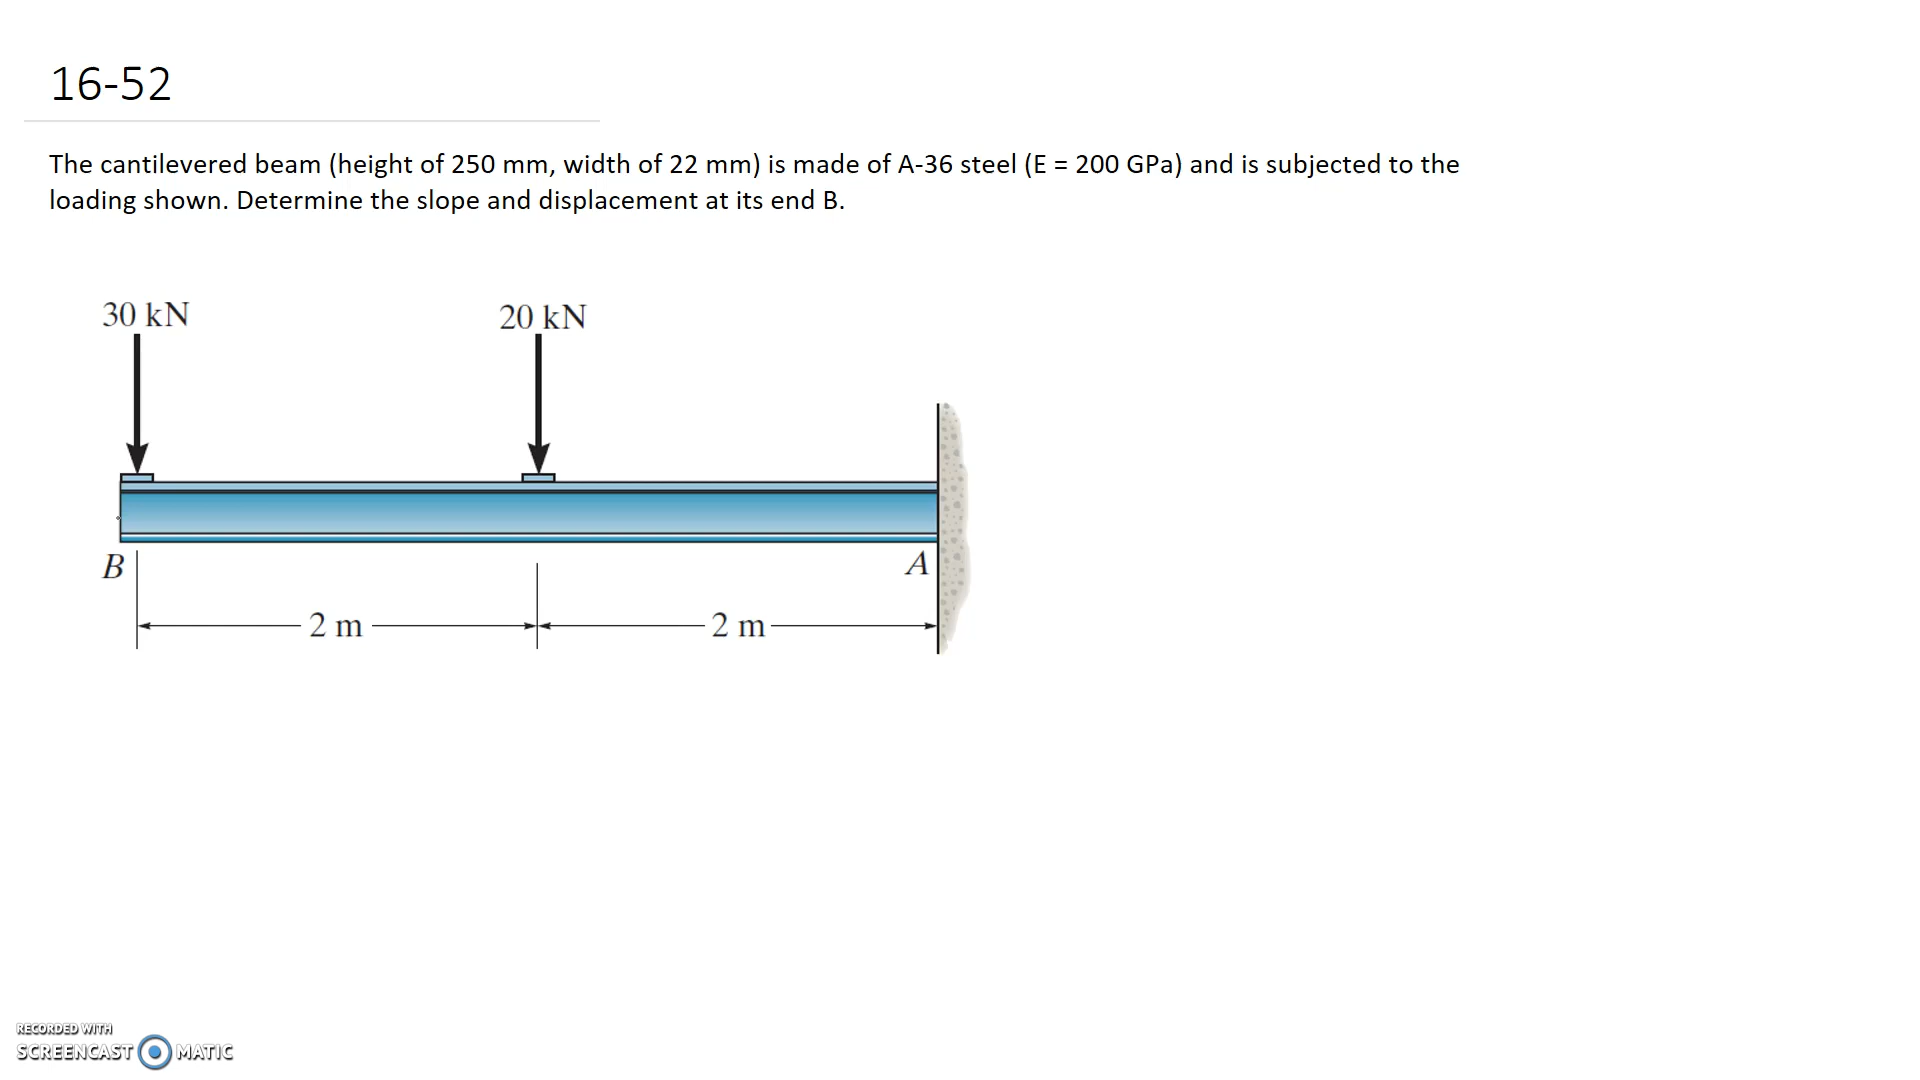 16-52
The cantilevered beam (height of 250 mm, width of 22 mm) is made of A-36 steel (E = 200 GPa) and is subjected to the
loading shown. Determine the slope and displacement at its end B.
30 kN
20 kN
B
A
2 m
2 m
RECORDED WITH
SCREENCAST MATIC